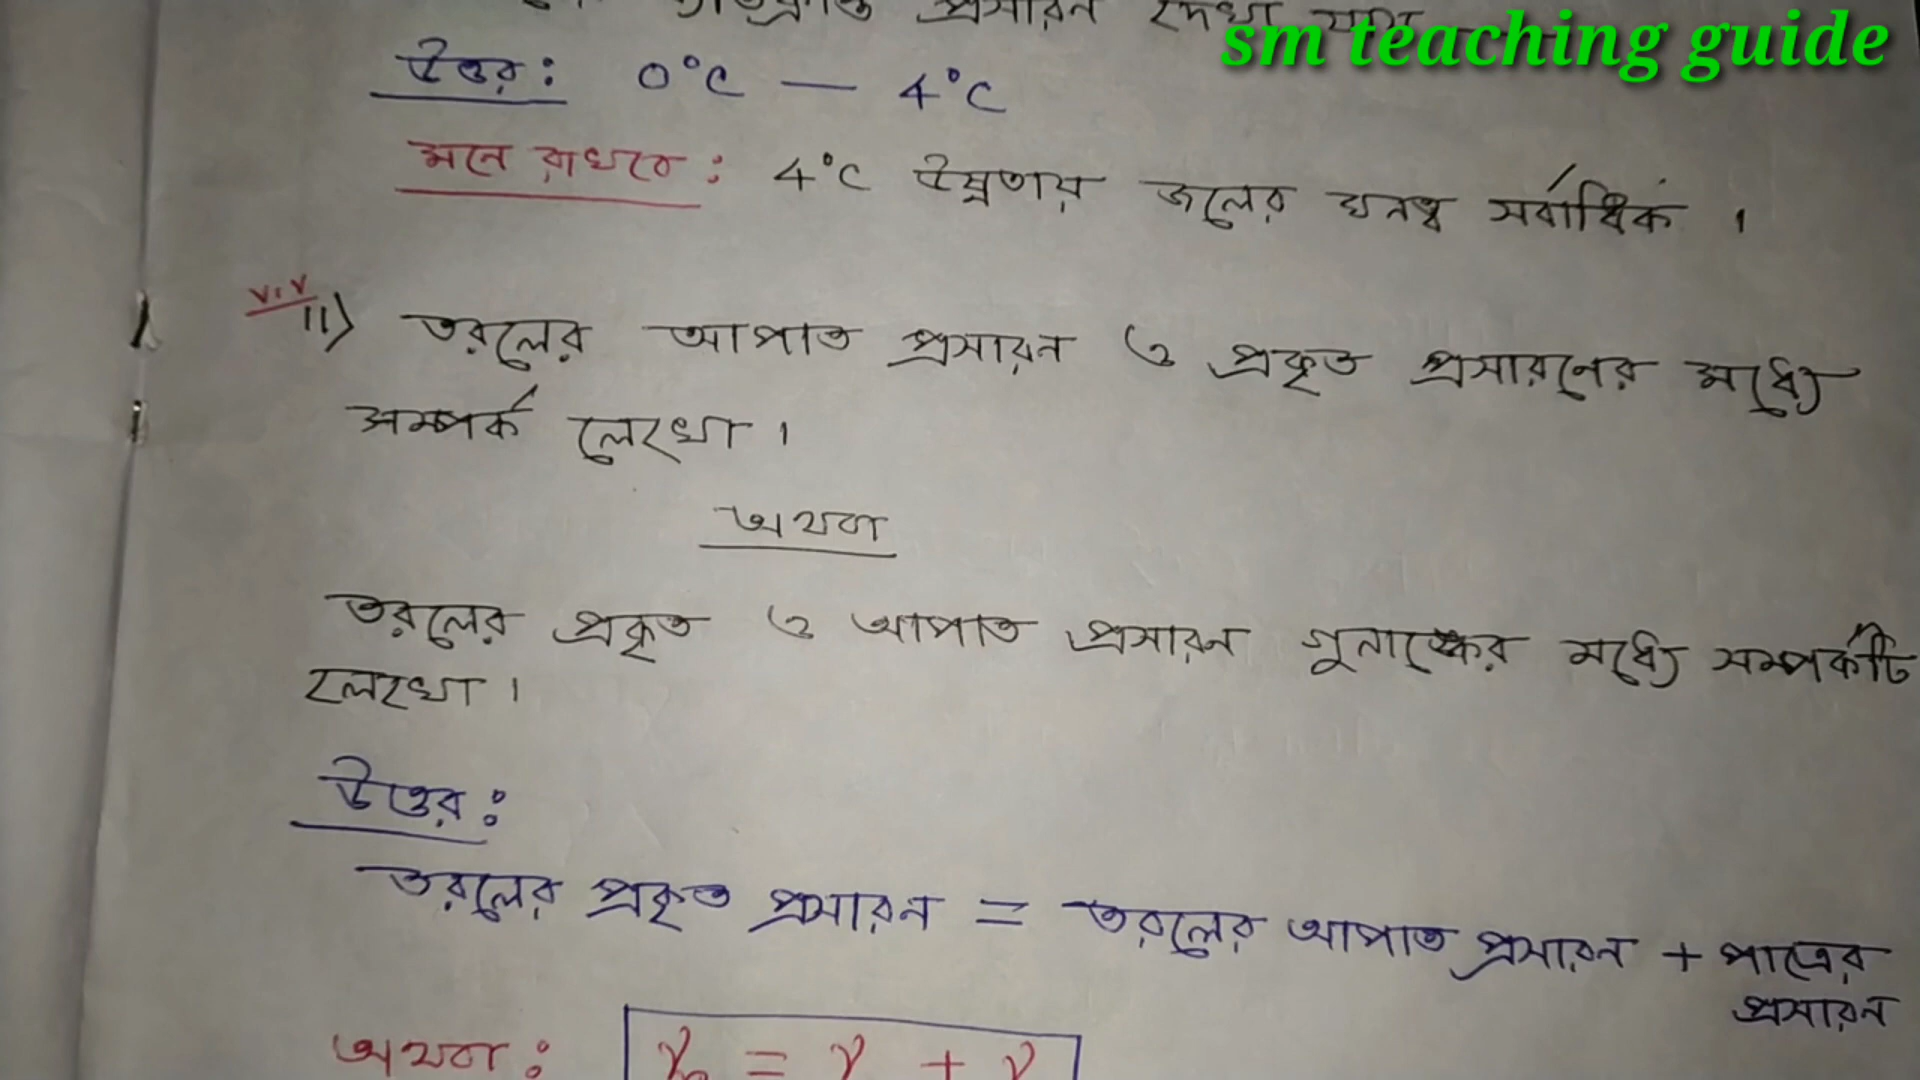 প্রসারন দেখা যায়
sm teaching guide
উত্তর: 0°C — 4°C
মনে রাখবে: 4°C উষ্ণতায় জলের ঘনত্ব সর্বাধিক ।
v.v
11) তরলের আপাত প্রসারন ও প্রকৃত প্রসারনের মধ্যে
সম্পর্ক লেখো ।
অথবা
তরলের প্রকৃত ও আপাত প্রসারন গুনাঙ্কের মধ্যে সম্পর্কটি
লেখো ।
উত্তর:
তরলের প্রকৃত প্রসারন = তরলের আপাত প্রসারন + পাত্রের
প্রসারন
অথবা: γ = γ + γ